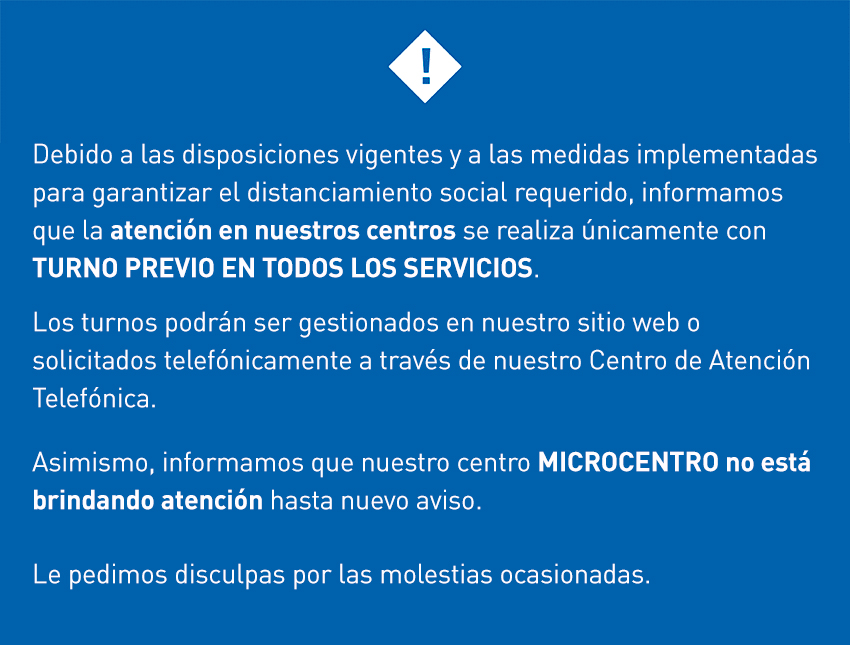 !
Debido a las disposiciones vigentes y a las medidas implementadas
para garantizar el distanciamiento social requerido, informamos
que la atención en nuestros centros se realiza únicamente con
TURNO PREVIO EN TODOS LOS SERVICIOS.
Los turnos podrán ser gestionados en nuestro sitio web o
solicitados telefónicamente a través de nuestro Centro de Atención
Telefónica.
Asimismo, informamos que nuestro centro MICROCENTRO no está
brindando atención hasta nuevo aviso.
Le pedimos disculpas por las molestias ocasionadas.